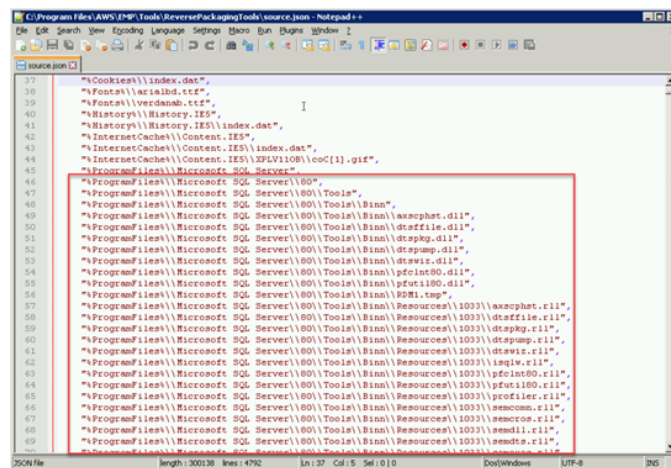 C:\Program Files\AWS\EMP\Tools\ReversePackagingTools\source.json - Notepad++
File Edit Search View Encoding Language Settings Macro Run Plugins Window ?
source.json
37 "%Cookies%\\index.dat",
38 "%Fonts%\\arialbd.ttf",
39 "%Fonts%\\verdanab.ttf",
40 "%History%\\History.IE5",
41 "%History%\\History.IE5\\index.dat",
42 "%InternetCache%\\Content.IE5",
43 "%InternetCache%\\Content.IE5\\index.dat",
44 "%InternetCache%\\Content.IE5\\XPLV110B\\coC[1].gif",
45 "%ProgramFiles%\\Microsoft SQL Server",
46 "%ProgramFiles%\\Microsoft SQL Server\\80",
47 "%ProgramFiles%\\Microsoft SQL Server\\80\\Tools",
48 "%ProgramFiles%\\Microsoft SQL Server\\80\\Tools\\Binn",
49 "%ProgramFiles%\\Microsoft SQL Server\\80\\Tools\\Binn\\axscphst.dll",
50 "%ProgramFiles%\\Microsoft SQL Server\\80\\Tools\\Binn\\dtsffile.dll",
51 "%ProgramFiles%\\Microsoft SQL Server\\80\\Tools\\Binn\\dtspkg.dll",
52 "%ProgramFiles%\\Microsoft SQL Server\\80\\Tools\\Binn\\dtspump.dll",
53 "%ProgramFiles%\\Microsoft SQL Server\\80\\Tools\\Binn\\dtswiz.dll",
54 "%ProgramFiles%\\Microsoft SQL Server\\80\\Tools\\Binn\\pfclnt80.dll",
55 "%ProgramFiles%\\Microsoft SQL Server\\80\\Tools\\Binn\\pfutil80.dll",
56 "%ProgramFiles%\\Microsoft SQL Server\\80\\Tools\\Binn\\RDM1.tmp",
57 "%ProgramFiles%\\Microsoft SQL Server\\80\\Tools\\Binn\\Resources\\1033\\axscphst.rll",
58 "%ProgramFiles%\\Microsoft SQL Server\\80\\Tools\\Binn\\Resources\\1033\\dtsffile.rll",
59 "%ProgramFiles%\\Microsoft SQL Server\\80\\Tools\\Binn\\Resources\\1033\\dtspkg.rll",
60 "%ProgramFiles%\\Microsoft SQL Server\\80\\Tools\\Binn\\Resources\\1033\\dtspump.rll",
61 "%ProgramFiles%\\Microsoft SQL Server\\80\\Tools\\Binn\\Resources\\1033\\dtswiz.rll",
62 "%ProgramFiles%\\Microsoft SQL Server\\80\\Tools\\Binn\\Resources\\1033\\isqlw.rll",
63 "%ProgramFiles%\\Microsoft SQL Server\\80\\Tools\\Binn\\Resources\\1033\\pfclnt80.rll",
64 "%ProgramFiles%\\Microsoft SQL Server\\80\\Tools\\Binn\\Resources\\1033\\pfutil80.rll",
65 "%ProgramFiles%\\Microsoft SQL Server\\80\\Tools\\Binn\\Resources\\1033\\profiler.rll",
66 "%ProgramFiles%\\Microsoft SQL Server\\80\\Tools\\Binn\\Resources\\1033\\semcomn.rll",
67 "%ProgramFiles%\\Microsoft SQL Server\\80\\Tools\\Binn\\Resources\\1033\\semcros.rll",
68 "%ProgramFiles%\\Microsoft SQL Server\\80\\Tools\\Binn\\Resources\\1033\\semdll.rll",
69 "%ProgramFiles%\\Microsoft SQL Server\\80\\Tools\\Binn\\Resources\\1033\\semdts.rll",
JSON file length : 300138 lines : 4792 Ln : 37 Col : 5 Sel : 0 | 0 Dos\Windows UTF-8 INS